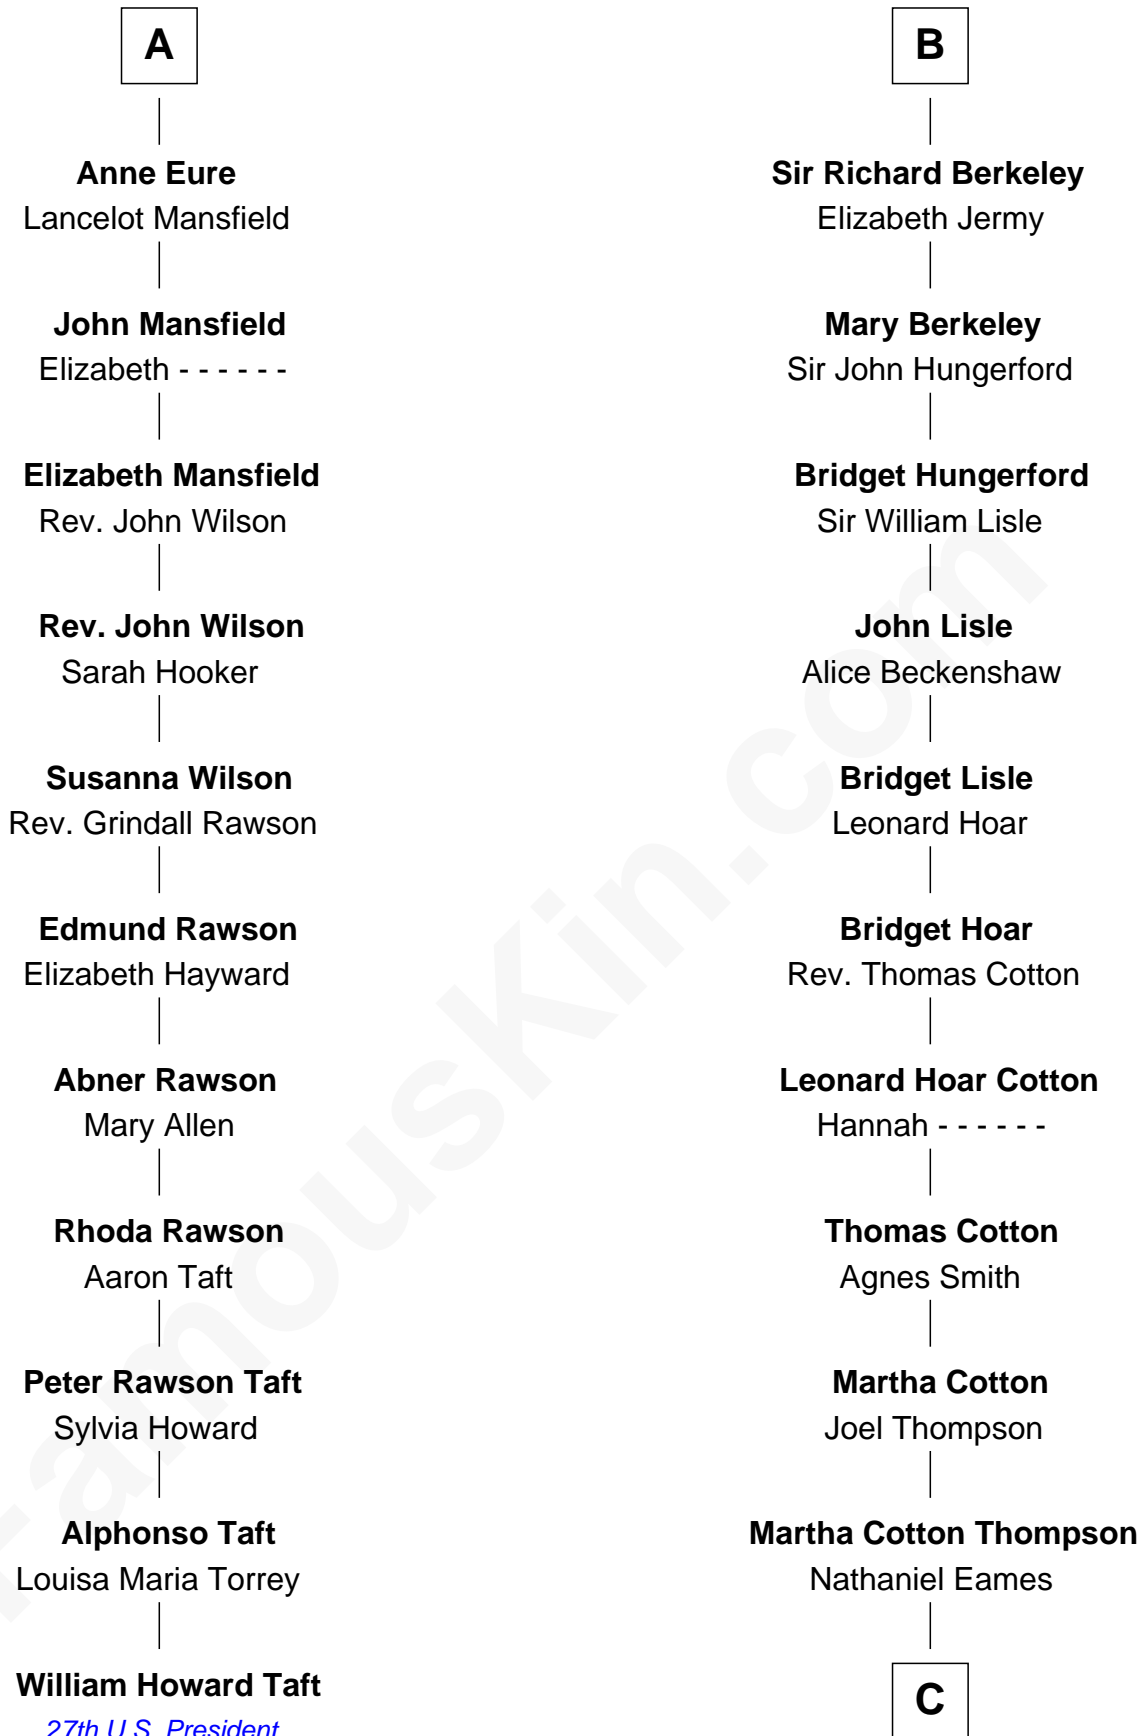 A
Anne Eure
Lancelot Mansfield
John Mansfield
Elizabeth - - - - - -
Elizabeth Mansfield
Rev. John Wilson
Rev. John Wilson
Sarah Hooker
Susanna Wilson
Rev. Grindall Rawson
Edmund Rawson
Elizabeth Hayward
Abner Rawson
Mary Allen
Rhoda Rawson
Aaron Taft
Peter Rawson Taft
Sylvia Howard
Alphonso Taft
Louisa Maria Torrey
William Howard Taft
27th U.S. President
B
Sir Richard Berkeley
Elizabeth Jermy
Mary Berkeley
Sir John Hungerford
Bridget Hungerford
Sir William Lisle
John Lisle
Alice Beckenshaw
Bridget Lisle
Leonard Hoar
Bridget Hoar
Rev. Thomas Cotton
Leonard Hoar Cotton
Hannah - - - - - -
Thomas Cotton
Agnes Smith
Martha Cotton
Joel Thompson
Martha Cotton Thompson
Nathaniel Eames
C
FamousKin.com